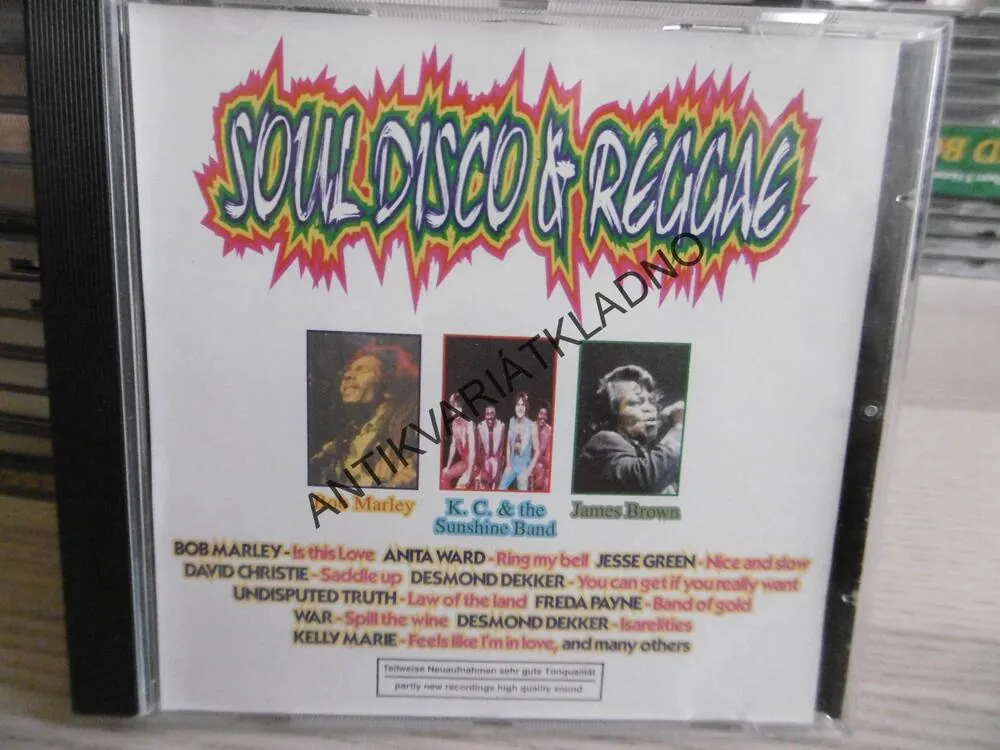 SOUL DISCO & REGGAE
ANTIKVARIÁTKLADNO
Bob Marley
K. C. & the
Sunshine Band
James Brown
BOB MARLEY - Is this Love ANITA WARD - Ring my bell JESSE GREEN - Nice and slow
DAVID CHRISTIE - Saddle up DESMOND DEKKER - You can get if you really want
UNDISPUTED TRUTH - Law of the land FREDA PAYNE - Band of gold
WAR - Spill the wine DESMOND DEKKER - Isarelities
KELLY MARIE - Feels like I'm in love, and many others
Teilweise Neuaufnahmen sehr gute Tonqualität
partly new recordings high quality sound